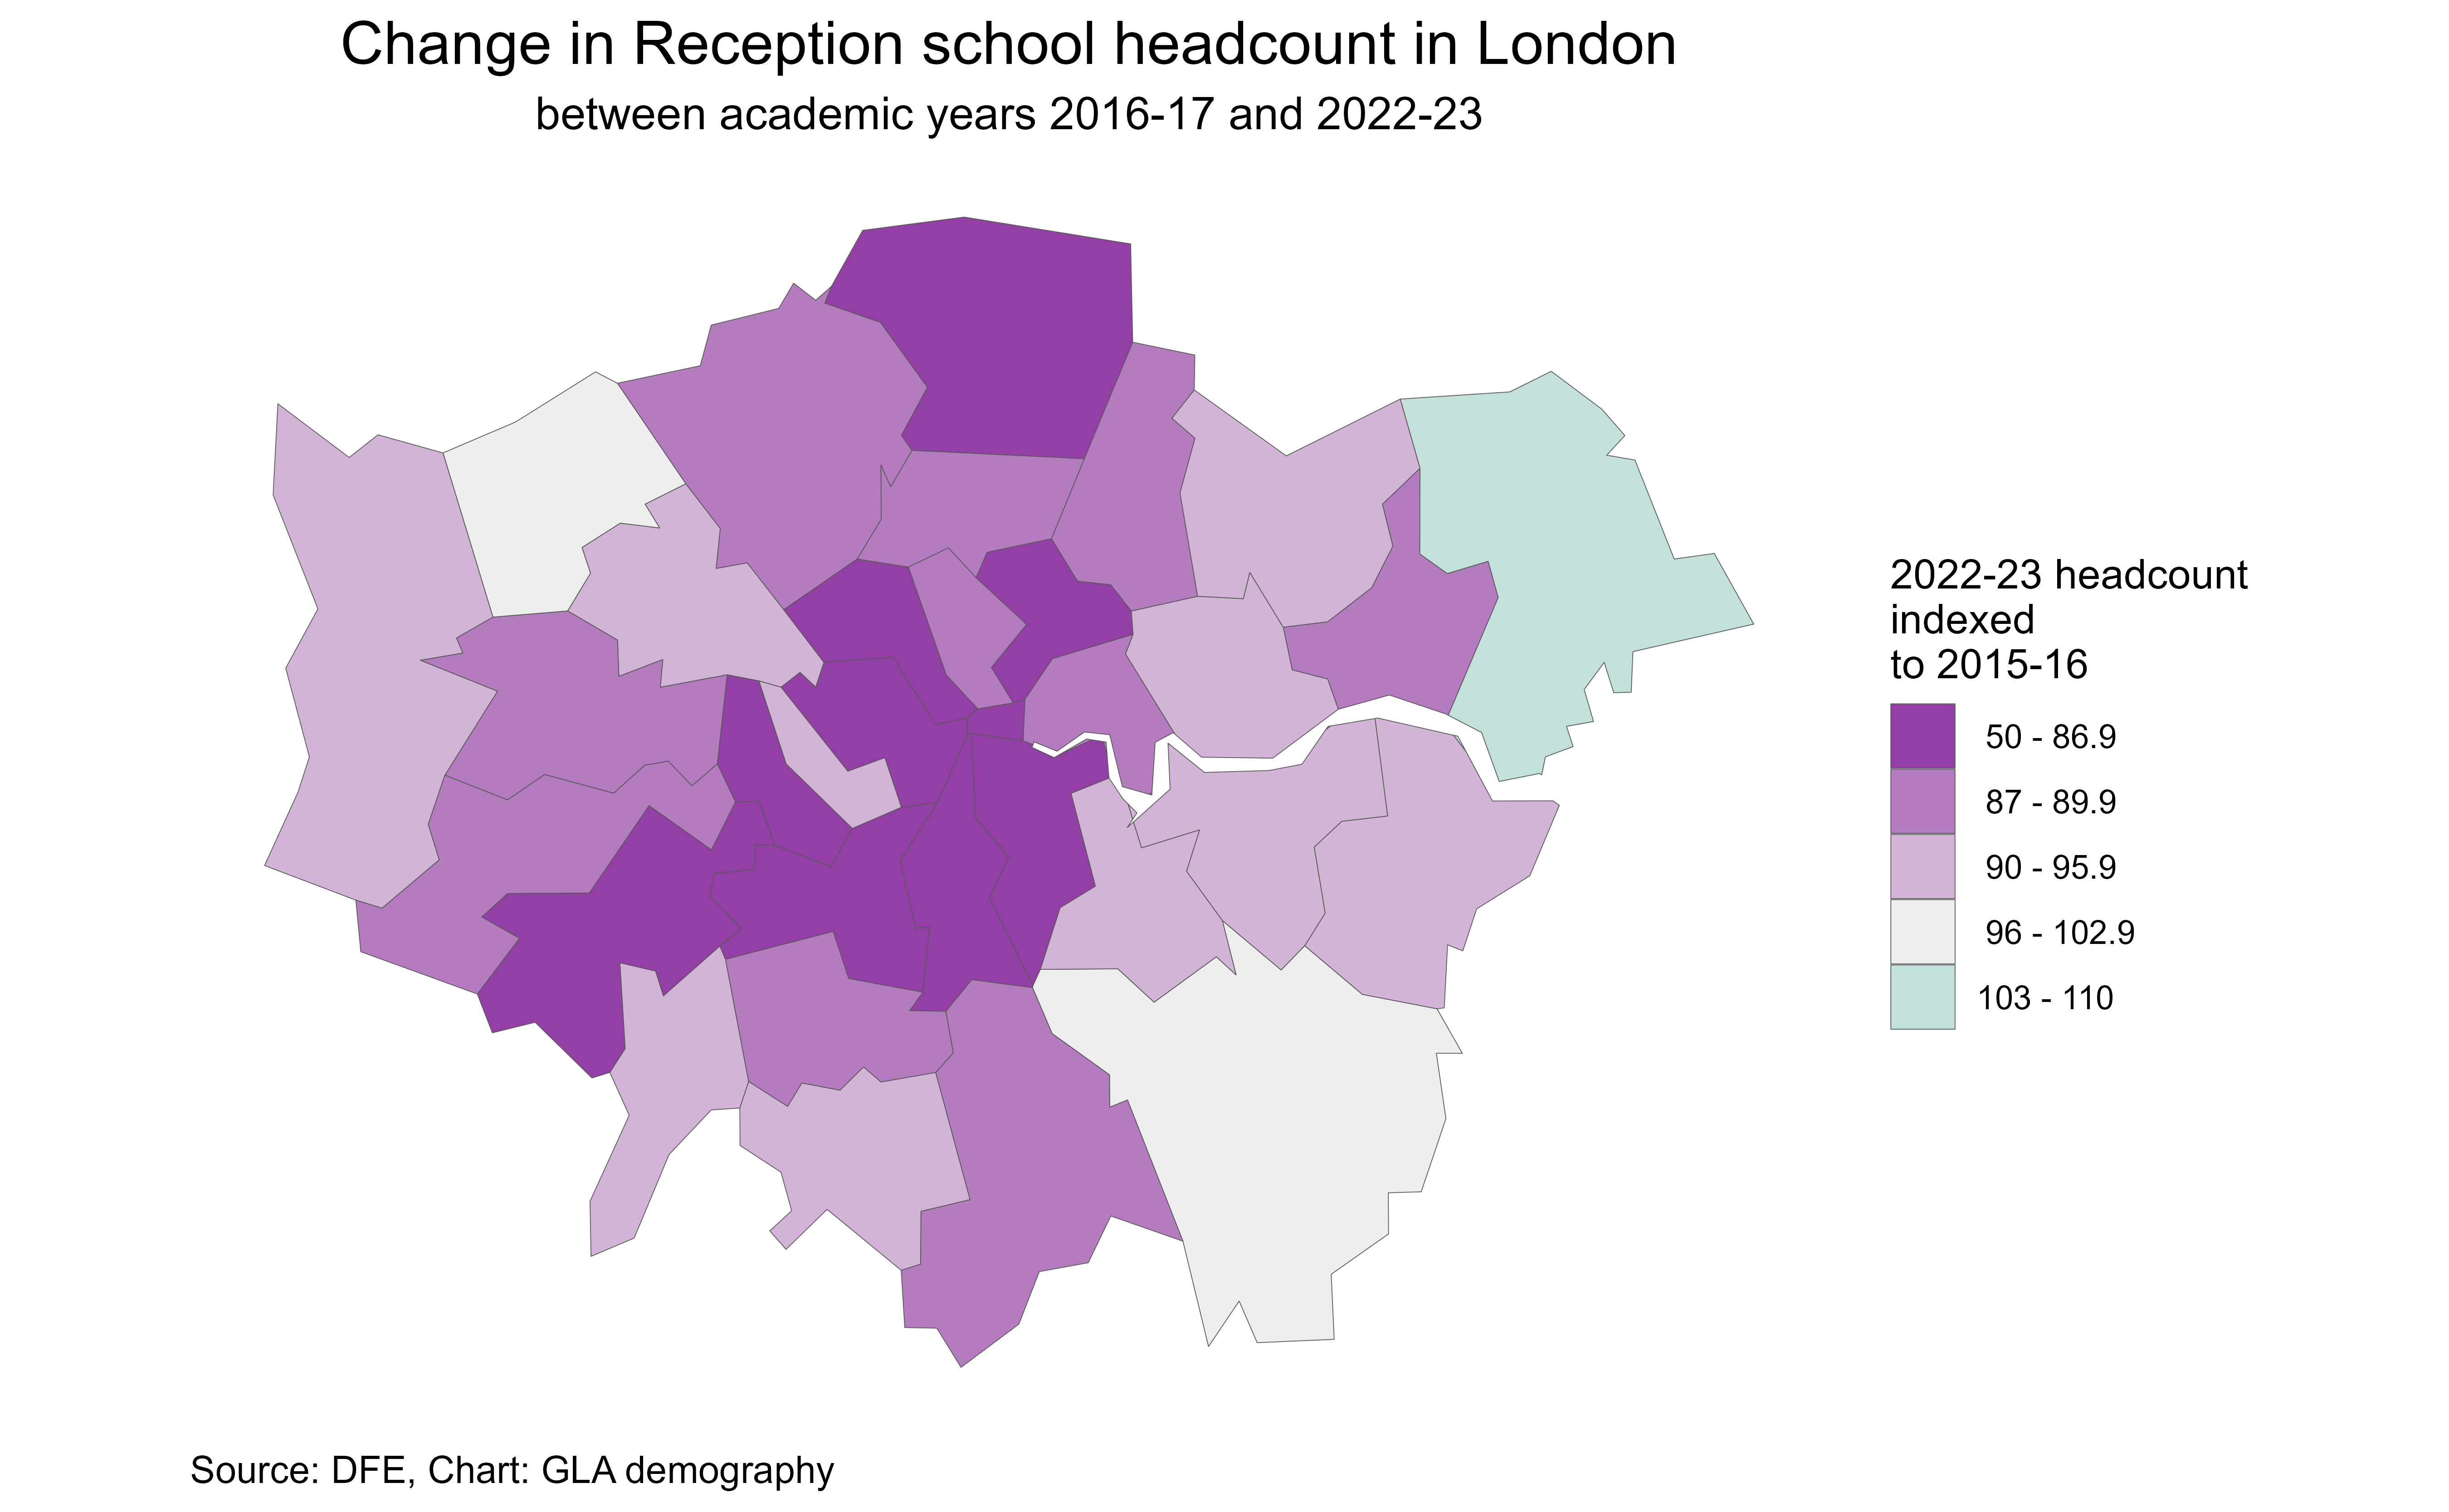 Change in Reception school headcount in London
between academic years 2016-17 and 2022-23
2022-23 headcount
indexed
to 2015-16
50 - 86.9
87 - 89.9
90 - 95.9
96 - 102.9
103 - 110
Source: DFE, Chart: GLA demography